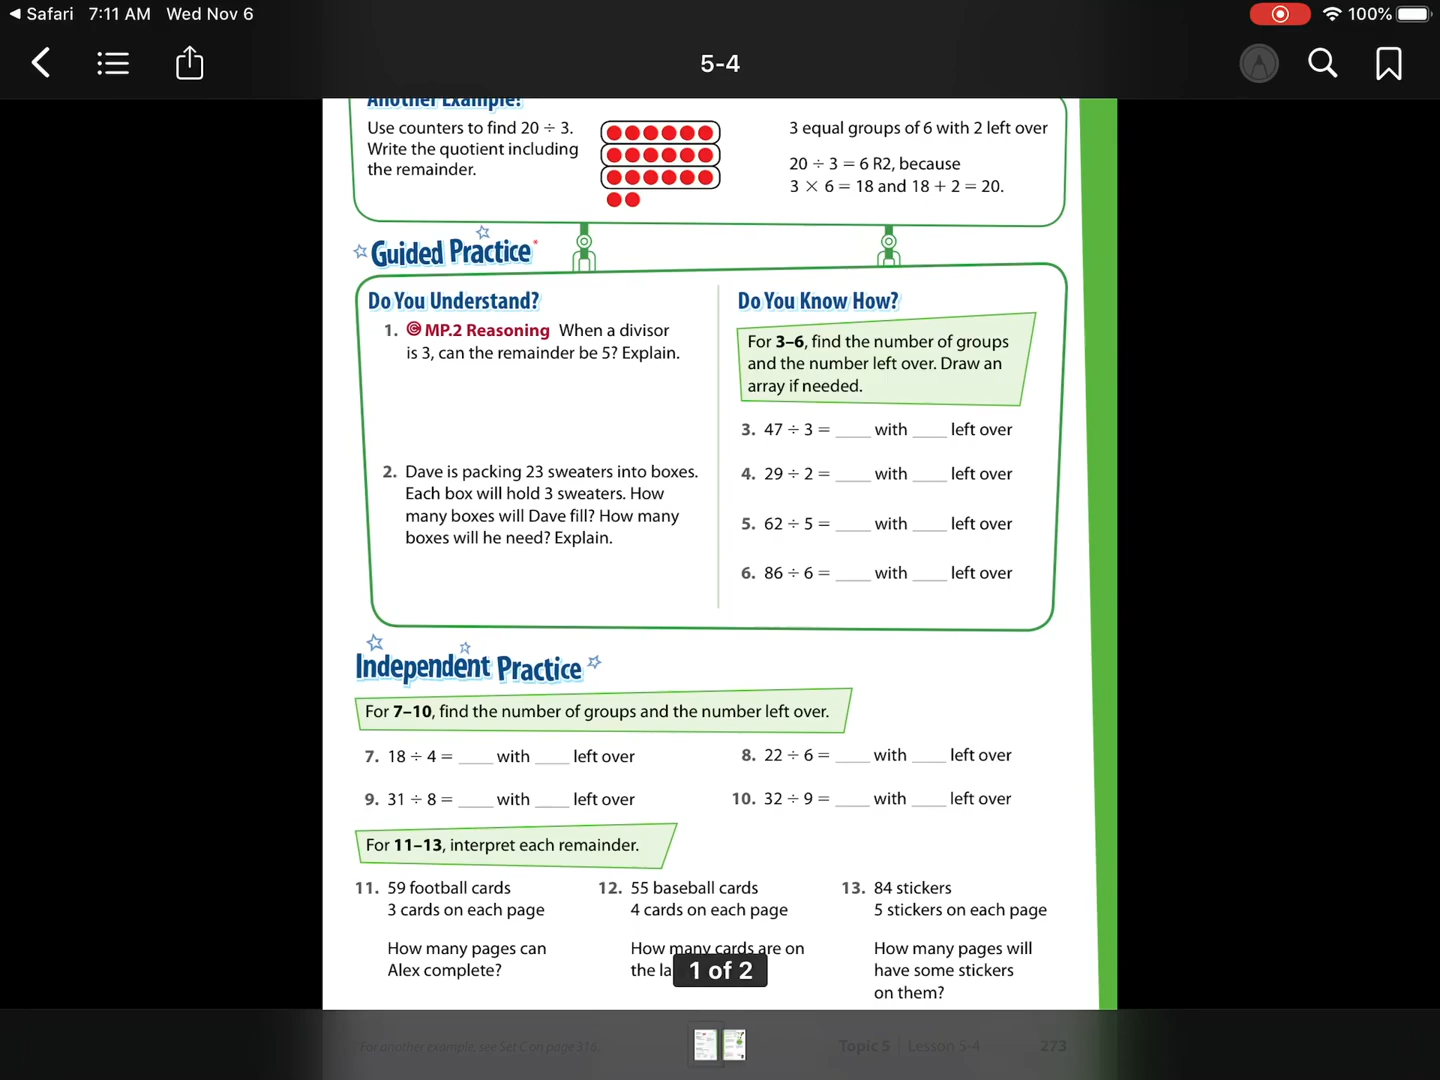 Safari 7:11 AM Wed Nov 6
100%
5-4
Another Example!
Use counters to find 20 ÷ 3.
Write the quotient including
the remainder.
3 equal groups of 6 with 2 left over
20 ÷ 3 = 6 R2, because
3 × 6 = 18 and 18 + 2 = 20.
Guided Practice*
Do You Understand?
1. MP.2 Reasoning When a divisor
is 3, can the remainder be 5? Explain.
2. Dave is packing 23 sweaters into boxes.
Each box will hold 3 sweaters. How
many boxes will Dave fill? How many
boxes will he need? Explain.
Do You Know How?
For 3–6, find the number of groups
and the number left over. Draw an
array if needed.
3. 47 ÷ 3 = ____ with ____ left over
4. 29 ÷ 2 = ____ with ____ left over
5. 62 ÷ 5 = ____ with ____ left over
6. 86 ÷ 6 = ____ with ____ left over
Independent Practice
For 7–10, find the number of groups and the number left over.
7. 18 ÷ 4 = ____ with ____ left over
8. 22 ÷ 6 = ____ with ____ left over
9. 31 ÷ 8 = ____ with ____ left over
10. 32 ÷ 9 = ____ with ____ left over
For 11–13, interpret each remainder.
11. 59 football cards
3 cards on each page
How many pages can
Alex complete?
12. 55 baseball cards
4 cards on each page
How many cards are on
the la
13. 84 stickers
5 stickers on each page
How many pages will
have some stickers
on them?
1 of 2
For another example, see Set C on page 316.
Topic 5 | Lesson 5-4 273